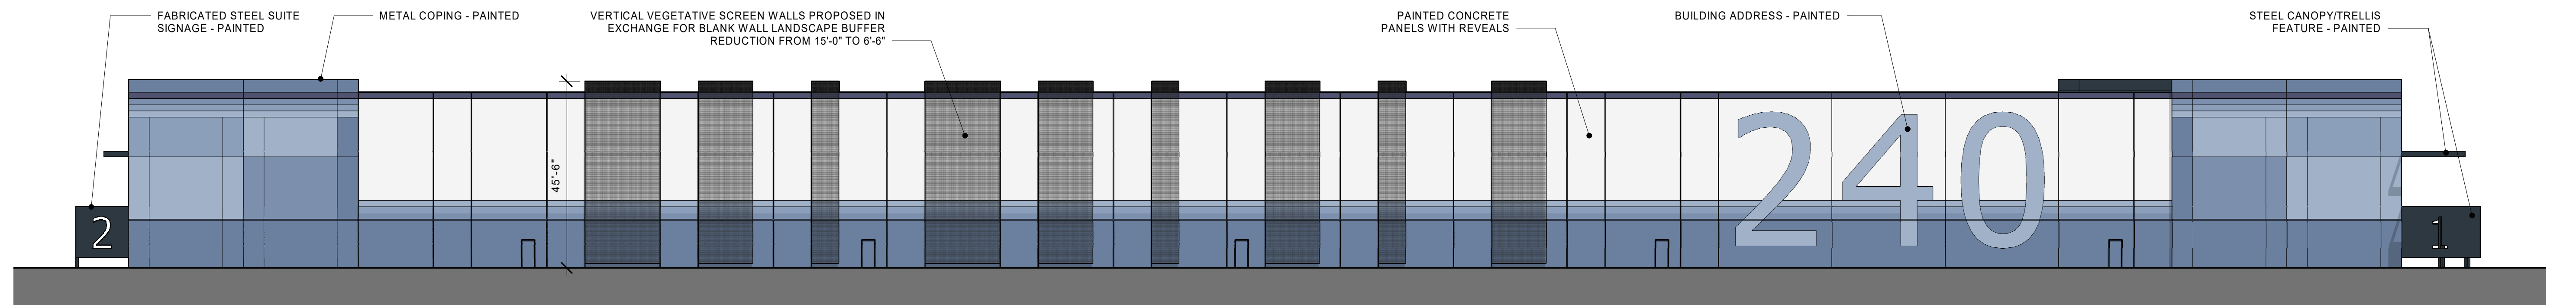 FABRICATED STEEL SUITE
SIGNAGE - PAINTED
METAL COPING - PAINTED
VERTICAL VEGETATIVE SCREEN WALLS PROPOSED IN
EXCHANGE FOR BLANK WALL LANDSCAPE BUFFER
REDUCTION FROM 15'-0" TO 6'-6"
PAINTED CONCRETE
PANELS WITH REVEALS
BUILDING ADDRESS - PAINTED
STEEL CANOPY/TRELLIS
FEATURE - PAINTED
45'-6"
240
2
1